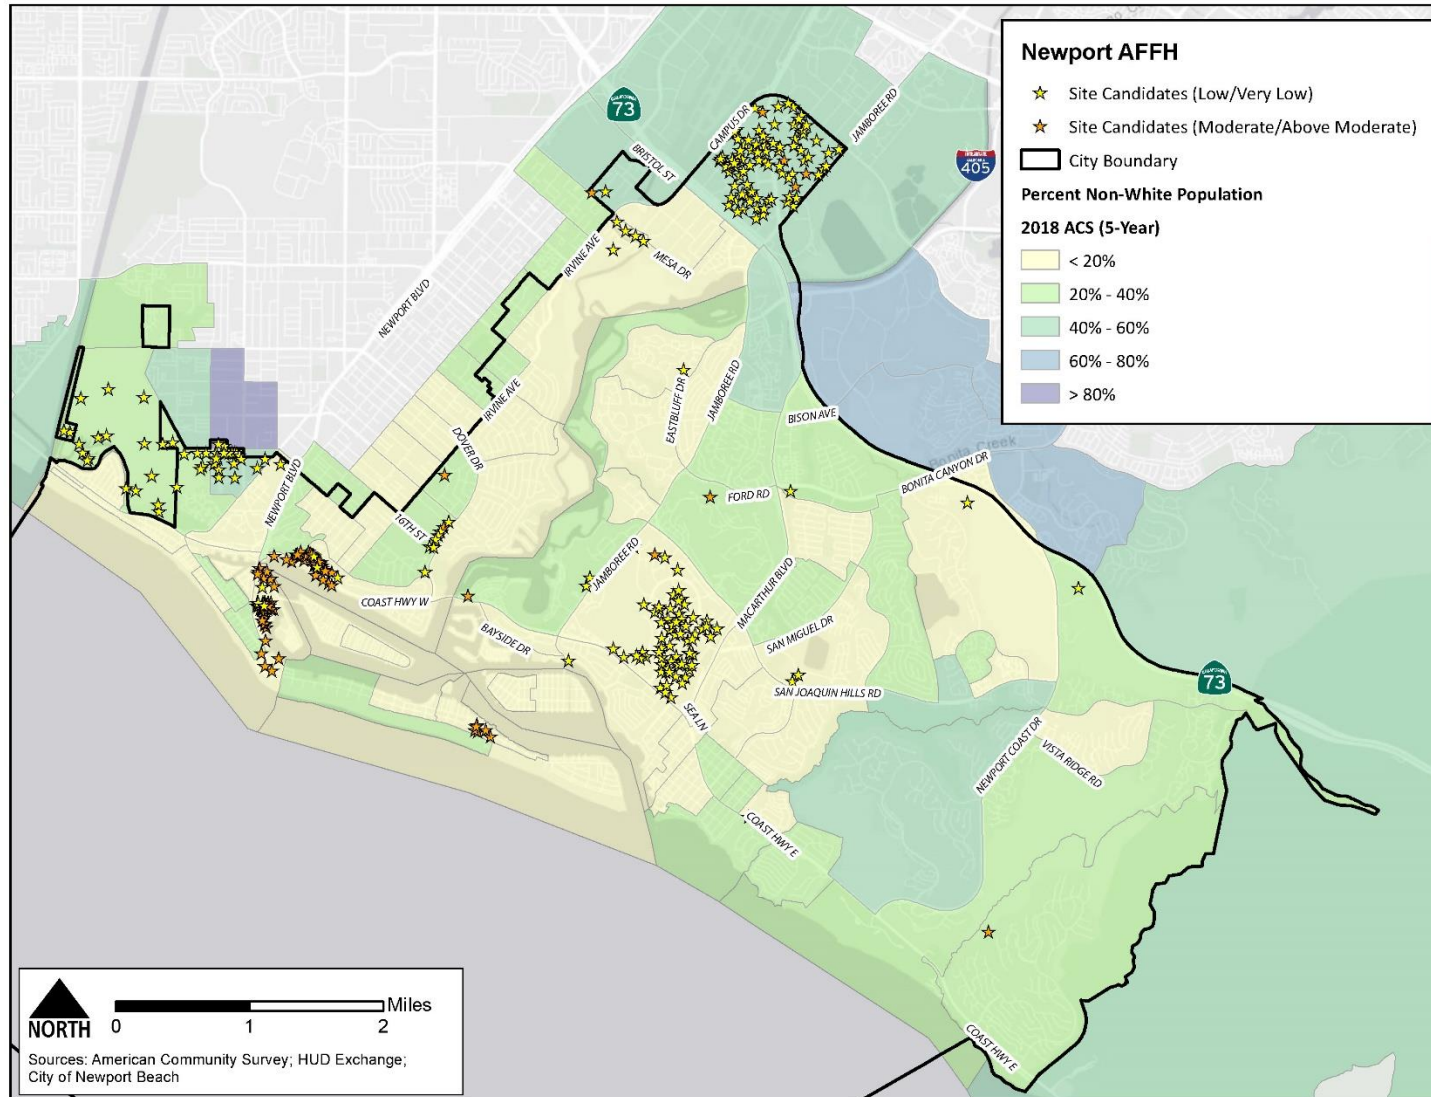 Newport AFFH
Site Candidates (Low/Very Low)
Site Candidates (Moderate/Above Moderate)
City Boundary
Percent Non-White Population
2018 ACS (5-Year)
< 20%
20% - 40%
40% - 60%
60% - 80%
> 80%
CALIFORNIA
73
CAMPUS DR
JAMBOREE RD
BRISTOL ST
405
IRVINE AVE
MESA DR
NEWPORT BLVD
EASTBLUFF DR
JAMBOREE RD
BISON AVE
IRVINE AVE
DOVER DR
Bonita Creek
BONITA CANYON DR
FORD RD
NEWPORT BLVD
16TH ST
JAMBOREE RD
MACARTHUR BLVD
COAST HWY W
BAYSIDE DR
SAN MIGUEL DR
SAN JOAQUIN HILLS RD
CALIFORNIA
73
SEA LN
NEWPORT COAST DR
VISTA RIDGE RD
COAST HWY E
COAST HWY E
NORTH
0 1 2 Miles
Sources: American Community Survey; HUD Exchange;
City of Newport Beach